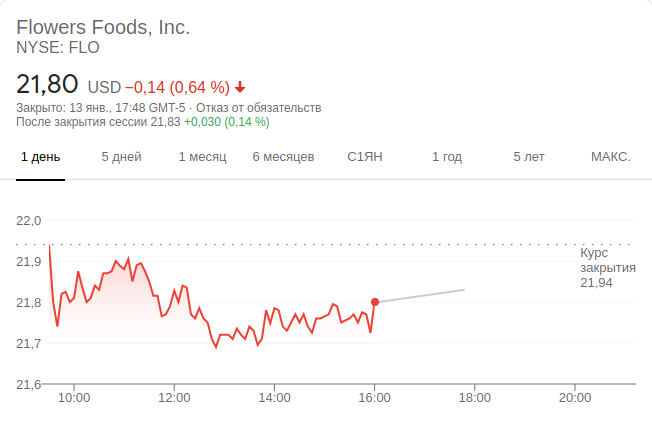 Flowers Foods, Inc.
NYSE: FLO
21,80 USD −0,14 (0,64 %)
Закрыто: 13 янв., 17:48 GMT-5 · Отказ от обязательств
После закрытия сессии 21,83 +0,030 (0,14 %)
1 день 5 дней 1 месяц 6 месяцев С1ЯН 1 год 5 лет МАКС.
22,0
21,9
21,8
21,7
21,6
Курс
закрытия
21,94
10:00 12:00 14:00 16:00 18:00 20:00